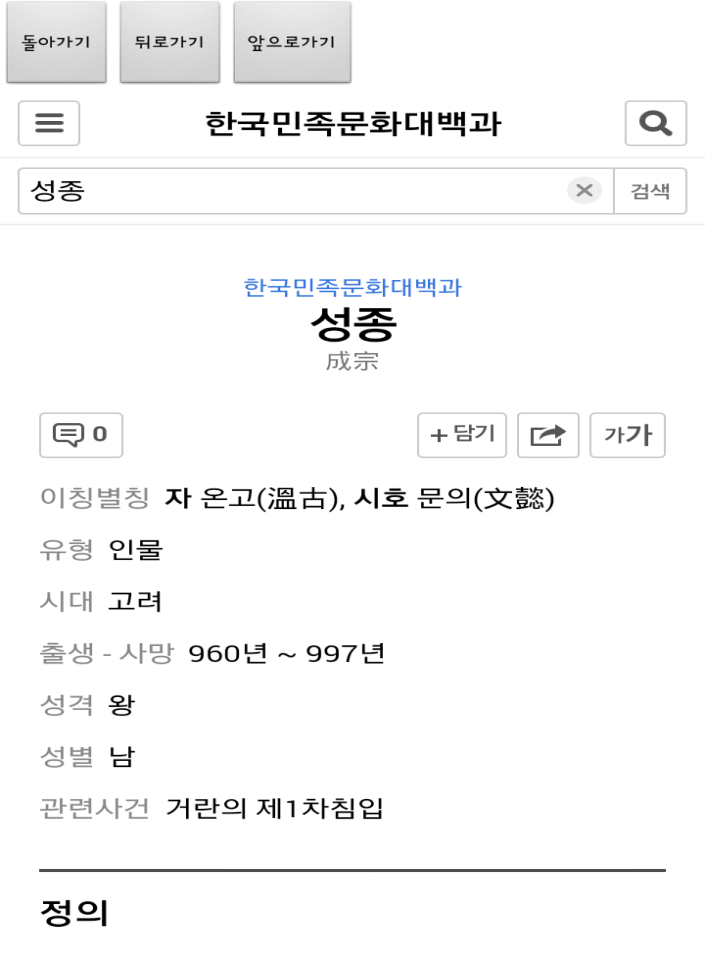 돌아가기 뒤로가기 앞으로가기
한국민족문화대백과
성종 검색
한국민족문화대백과
성종
成宗
0 + 담기 가가
이칭별칭 자 온고(溫古), 시호 문의(文懿)
유형 인물
시대 고려
출생 - 사망 960년 ~ 997년
성격 왕
성별 남
관련사건 거란의 제1차침입
정의